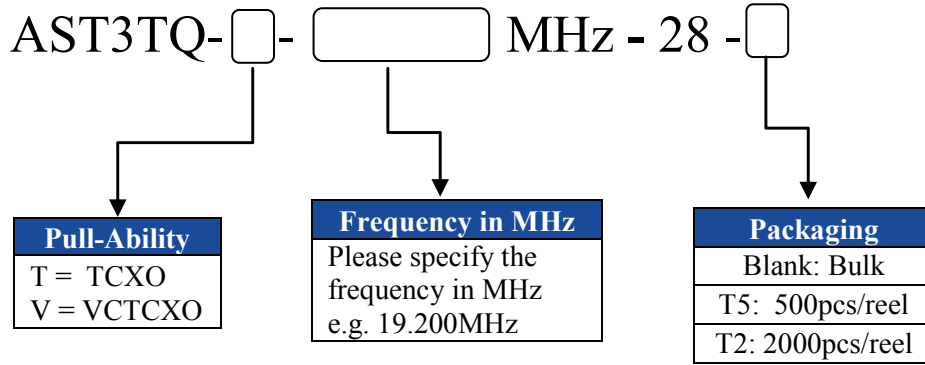 AST3TQ- - MHz - 28 -
Pull-Ability
T = TCXO
V = VCTCXO
Frequency in MHz
Please specify the
frequency in MHz
e.g. 19.200MHz
Packaging
Blank: Bulk
T5: 500pcs/reel
T2: 2000pcs/reel